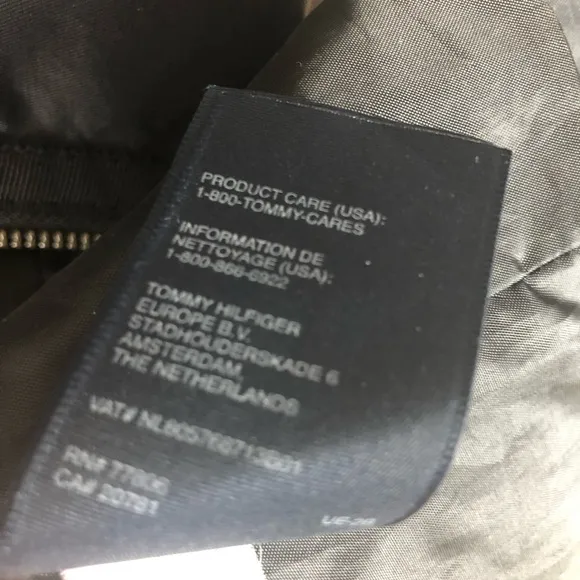 PRODUCT CARE (USA):
1-800-TOMMY-CARES
INFORMATION DE
NETTOYAGE (USA):
1-800-866-6922
TOMMY HILFIGER
EUROPE B.V.
STADHOUDERSKADE 6
AMSTERDAM,
THE NETHERLANDS
VAT#
RN# 77806
CA# 20781